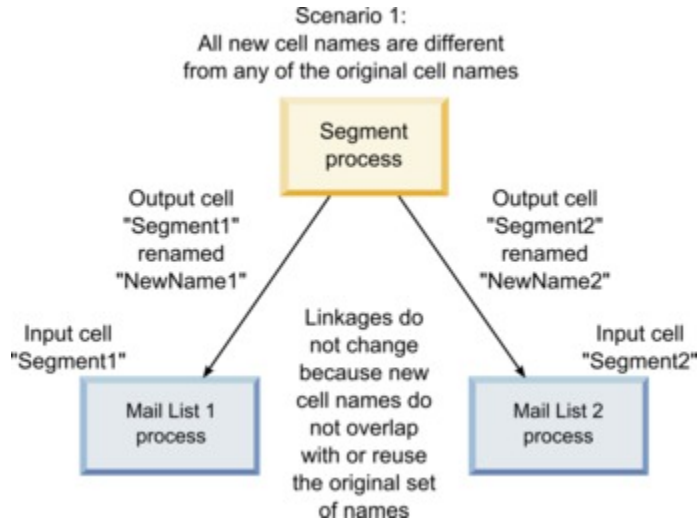 Scenario 1:
All new cell names are different
from any of the original cell names
Segment
process
Output cell
"Segment1"
renamed
"NewName1"
Output cell
"Segment2"
renamed
"NewName2"
Input cell
"Segment1"
Linkages do
not change
because new
cell names do
not overlap
with or reuse
the original set
of names
Input cell
"Segment2"
Mail List 1
process
Mail List 2
process